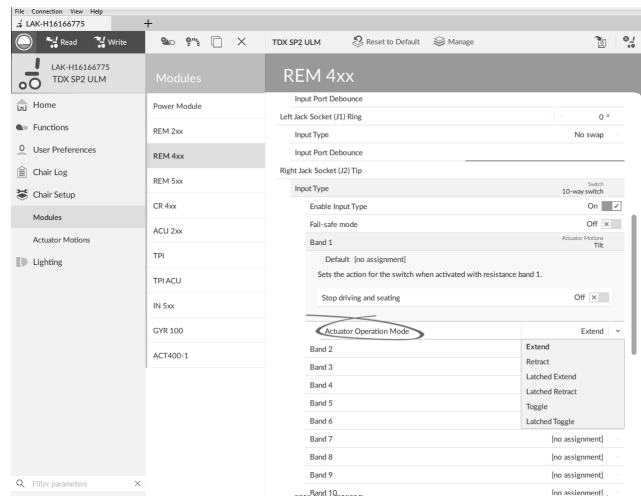 File Connection View Help
LAK-H16166775
Read Write TDX SP2 ULM Reset to Default Manage
LAK-H16166775
TDX SP2 ULM
Home
Functions
User Preferences
Chair Log
Chair Setup
Modules
Actuator Motions
Lighting
Filter parameters
Modules
Power Module
REM 2xx
REM 4xx
REM 5xx
CR 4xx
ACU 2xx
TPI
TPI ACU
IN 5xx
GYR 100
ACT400-1
REM 4xx
Input Port Debounce
Left Jack Socket (J1) Ring 0 °
Input Type No swap
Input Port Debounce
Right Jack Socket (J2) Tip
Input Type Switch
10-way switch
Enable Input Type On
Fail-safe mode Off
Band 1 Actuator Motions
Tilt
Default [no assignment]
Sets the action for the switch when activated with resistance band 1.
Stop driving and seating Off
Actuator Operation Mode Extend
Extend
Retract
Latched Extend
Latched Retract
Toggle
Latched Toggle
Band 2
Band 3
Band 4
Band 5
Band 6
Band 7 [no assignment]
Band 8 [no assignment]
Band 9 [no assignment]
Band 10 [no assignment]